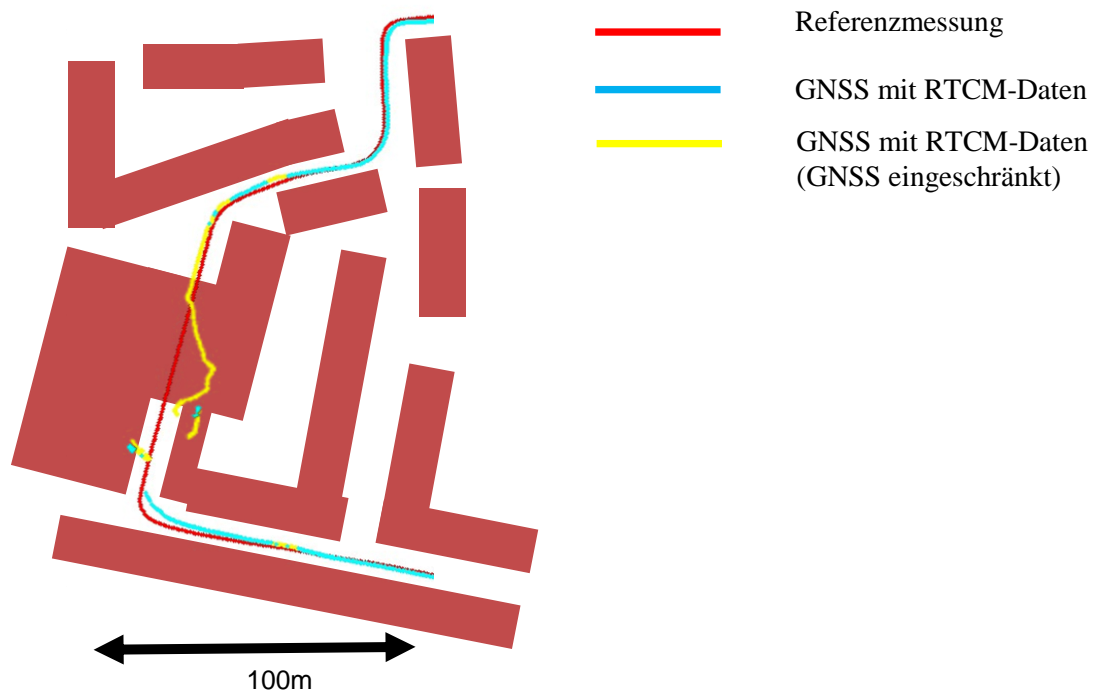 Referenzmessung
GNSS mit RTCM-Daten
GNSS mit RTCM-Daten
(GNSS eingeschränkt)
100m